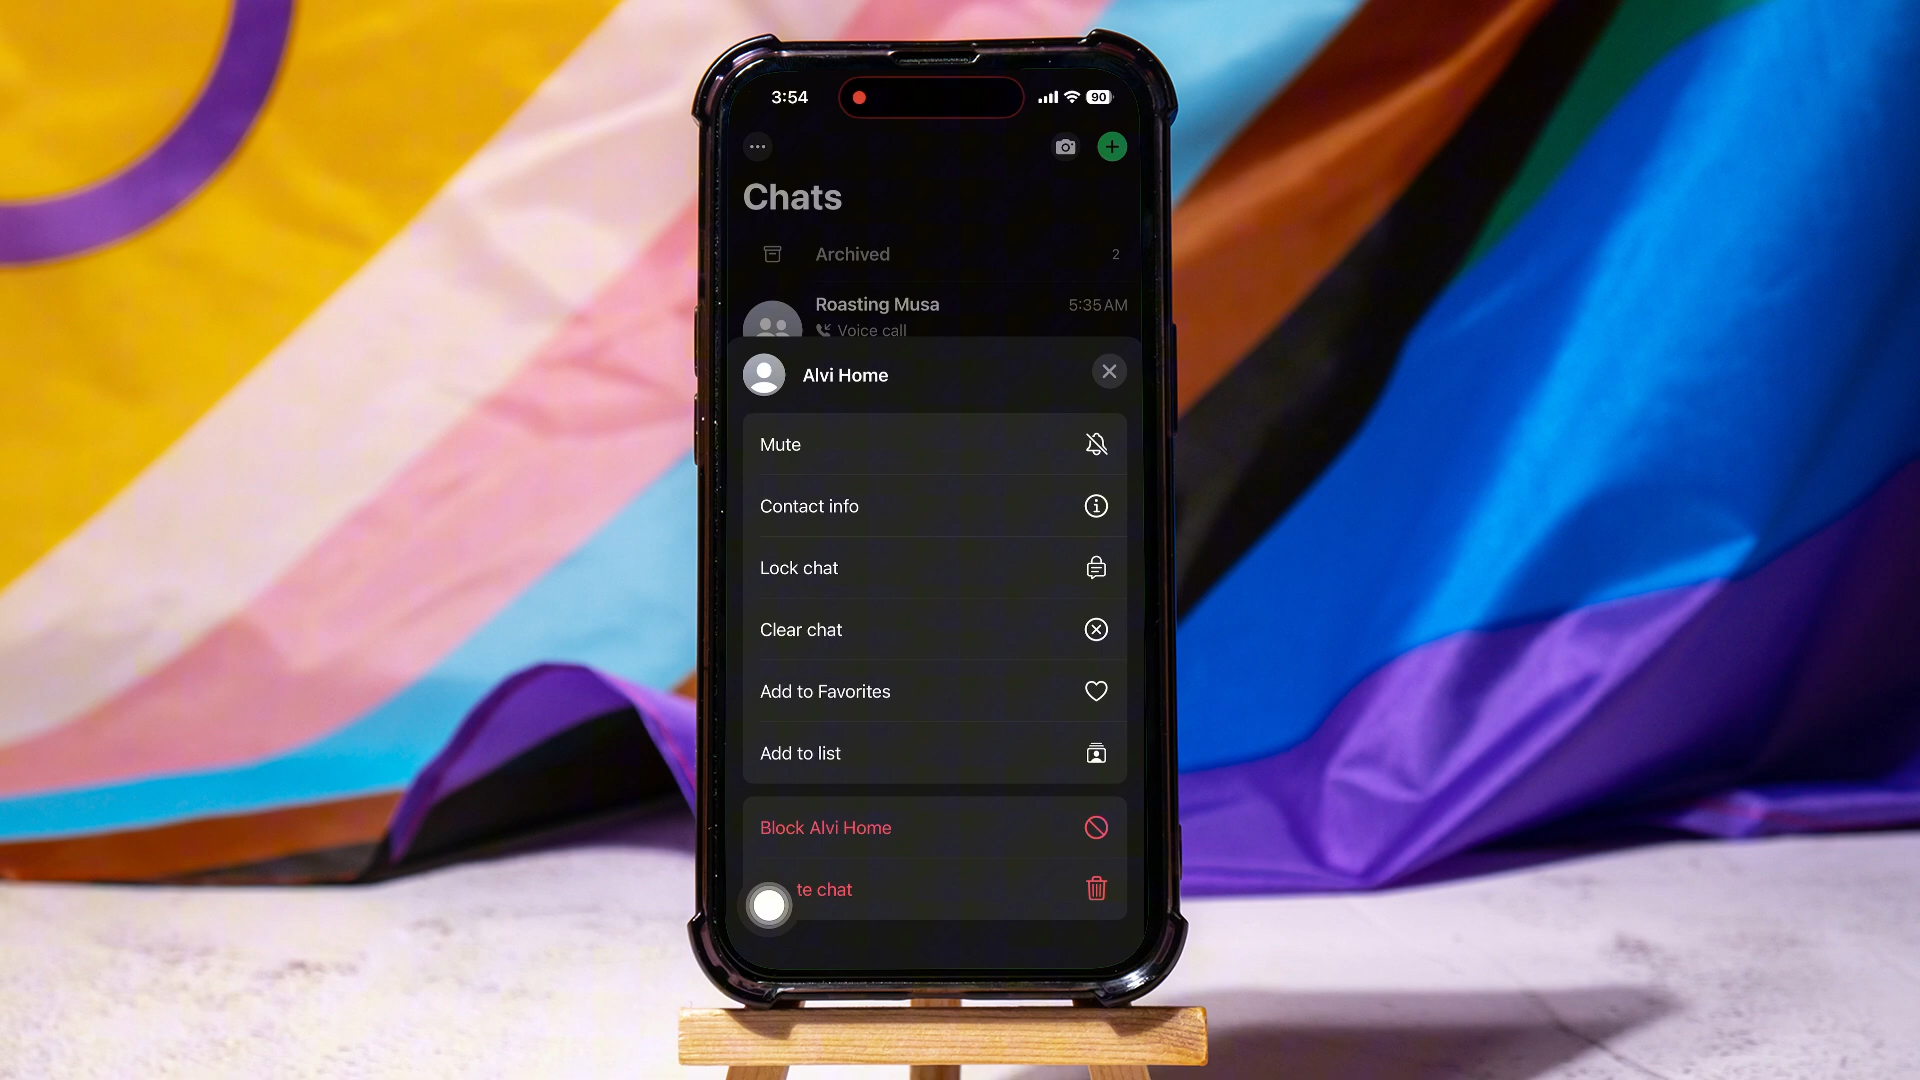 3:54
90
Chats
Archived
2
Roasting Musa
5:35 AM
Voice call
Alvi Home
Mute
Contact info
Lock chat
Clear chat
Add to Favorites
Add to list
Block Alvi Home
te chat